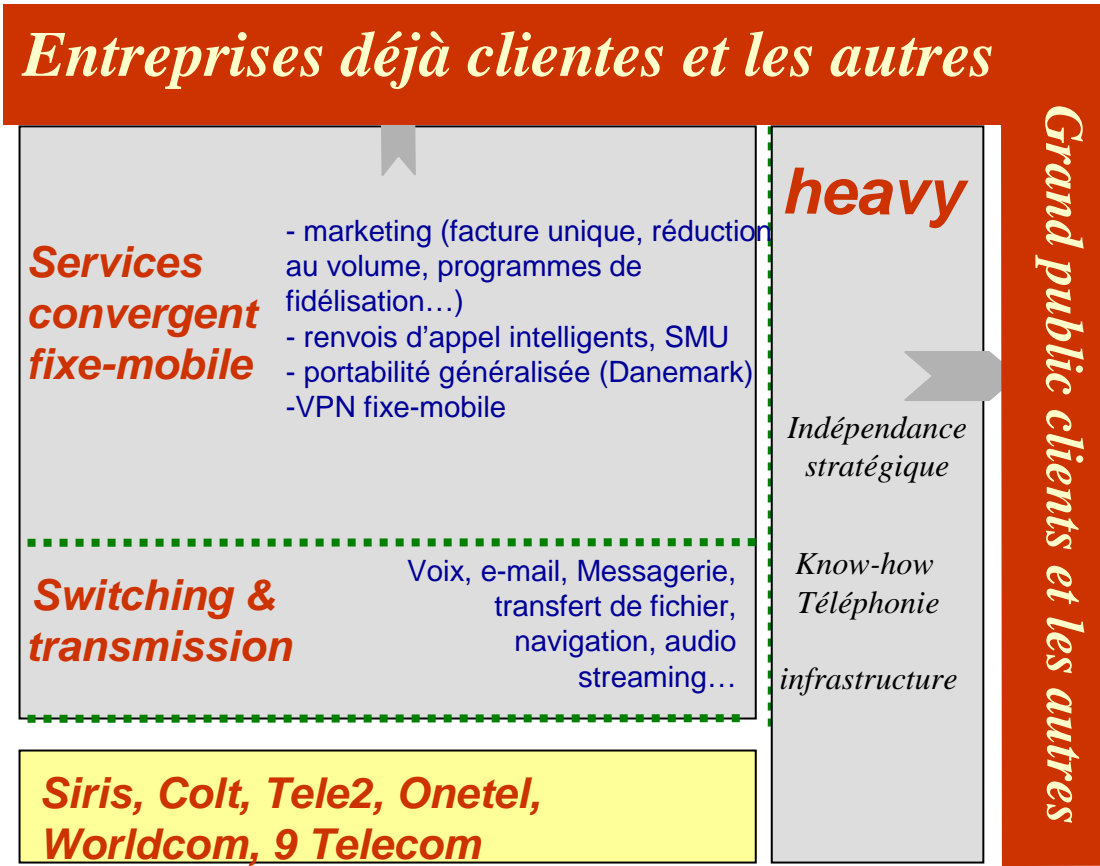 Entreprises déjà clientes et les autres
Services
convergent
fixe-mobile
- marketing (facture unique, réduction
au volume, programmes de
fidélisation…)
- renvois d'appel intelligents, SMU
- portabilité généralisée (Danemark)
-VPN fixe-mobile
Switching &
transmission
Voix, e-mail, Messagerie,
transfert de fichier,
navigation, audio
streaming…
Siris, Colt, Tele2, Onetel,
Worldcom, 9 Telecom
heavy
Indépendance
stratégique
Know-how
Téléphonie
infrastructure
Grand public clients et les autres